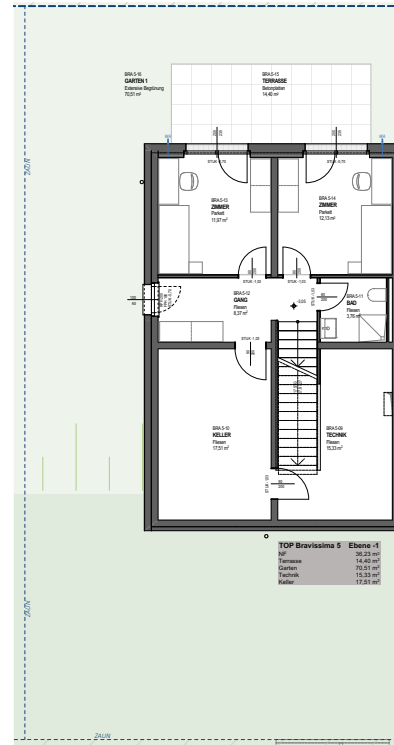 BRA 5-16
GARTEN 1
Extensive Begrünung
70,51 m²
BRA 5-15
TERRASSE
Betonplatten
14,40 m²
ZAUN
BRA 5-13
ZIMMER
Parkett
11,97 m²
BRA 5-14
ZIMMER
Parkett
12,13 m²
BRA 5-12
GANG
Fliesen
8,37 m²
-3,05
BRA 5-11
BAD
Fliesen
3,76 m²
BRA 5-10
KELLER
Fliesen
17,51 m²
BRA 5-09
TECHNIK
Fliesen
15,33 m²
TOP Bravissima 5 Ebene -1
NF 36,23 m²
Terrasse 14,40 m²
Garten 70,51 m²
Technik 15,33 m²
Keller 17,51 m²
ZAUN
ZAUN